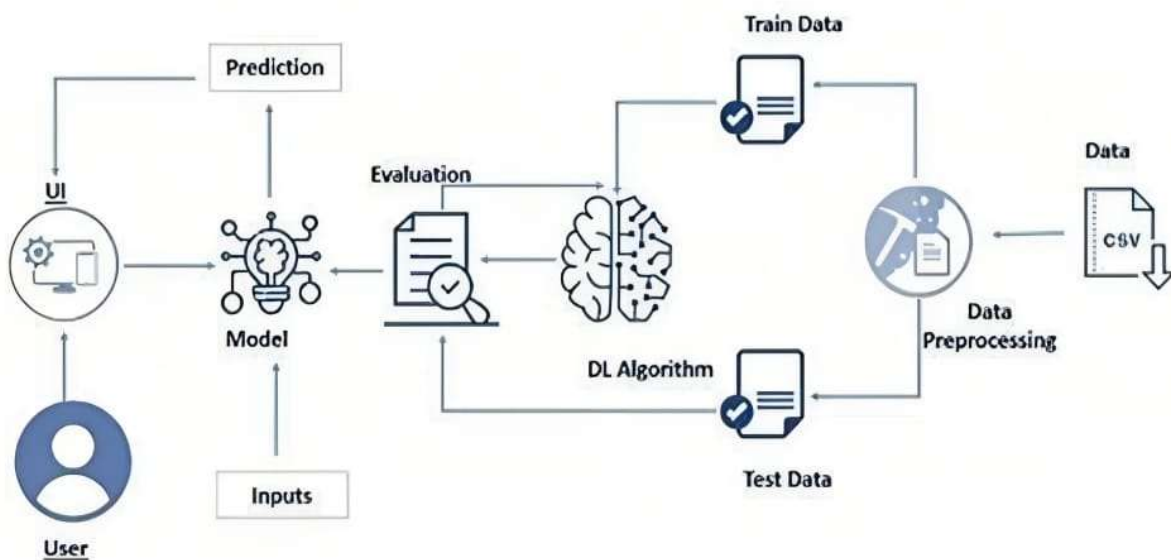 Train Data
Prediction
Data
Evaluation
UI
CSV
Model
Data
Preprocessing
DL Algorithm
Inputs
Test Data
User